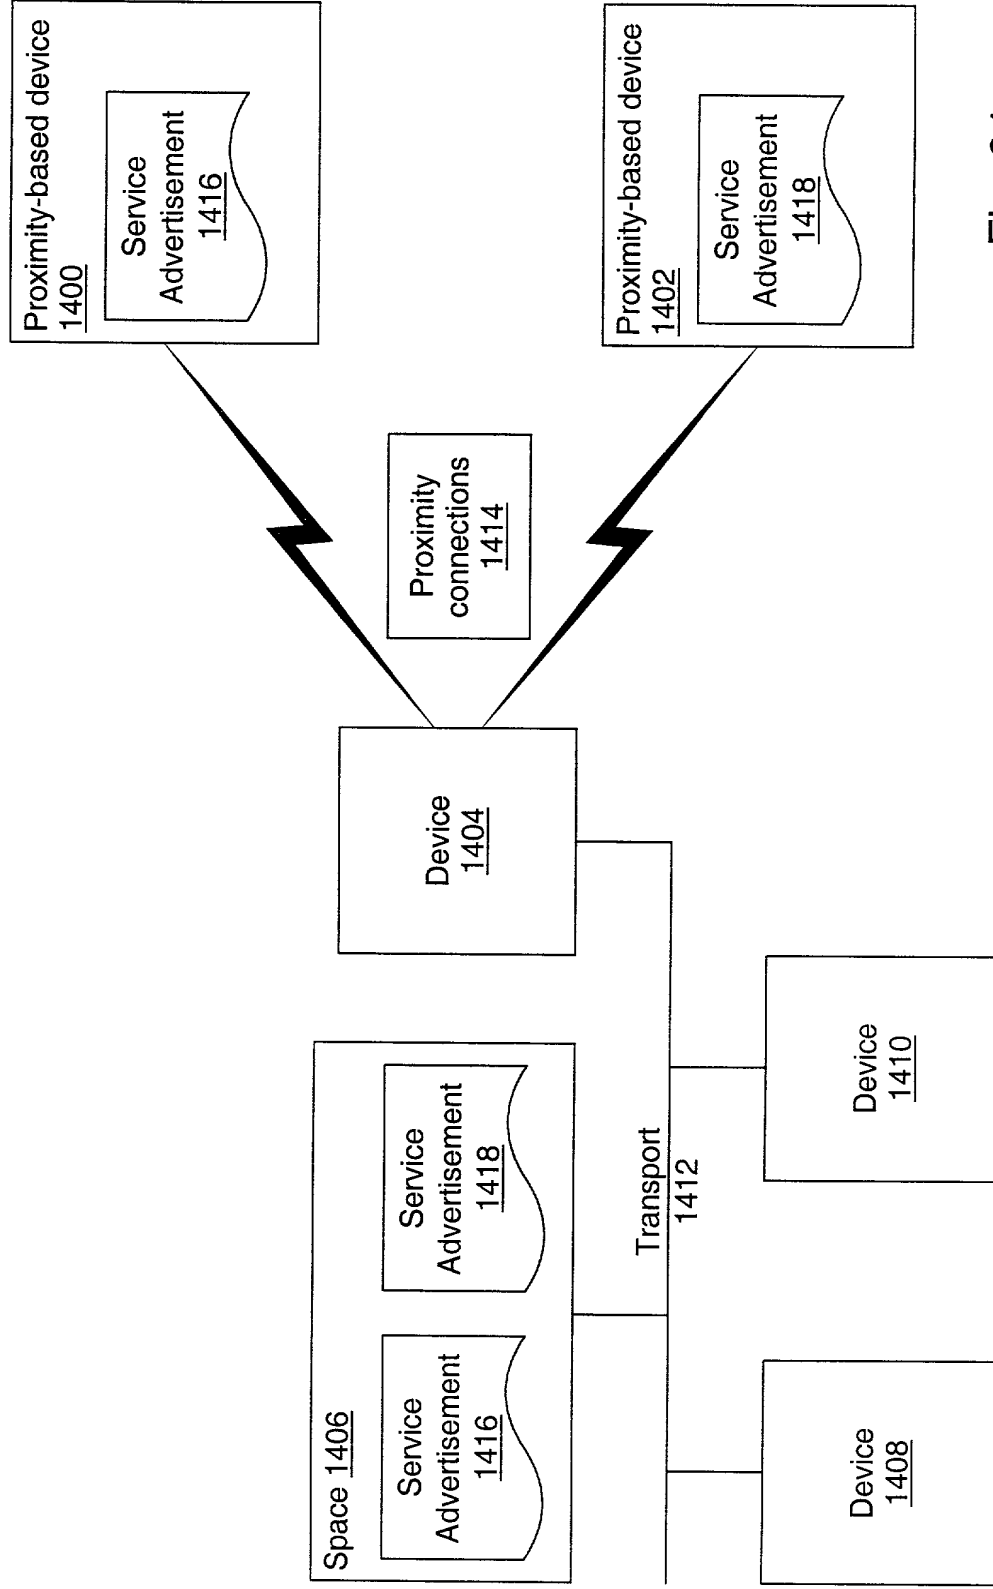 Space 1406
Service
Advertisement
1416
Service
Advertisement
1418
Device
1404
Proximity
connections
1414
Proximity-based device
1400
Service
Advertisement
1416
Proximity-based device
1402
Service
Advertisement
1418
Transport
1412
Device
1408
Device
1410